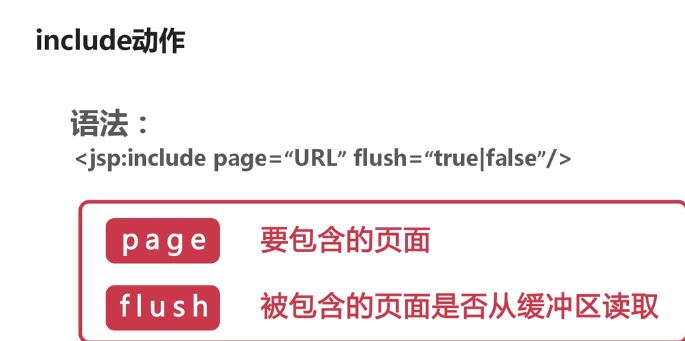 include动作
语法：
<jsp:include page=“URL” flush=“true|false”/>
page 要包含的页面
flush 被包含的页面是否从缓冲区读取